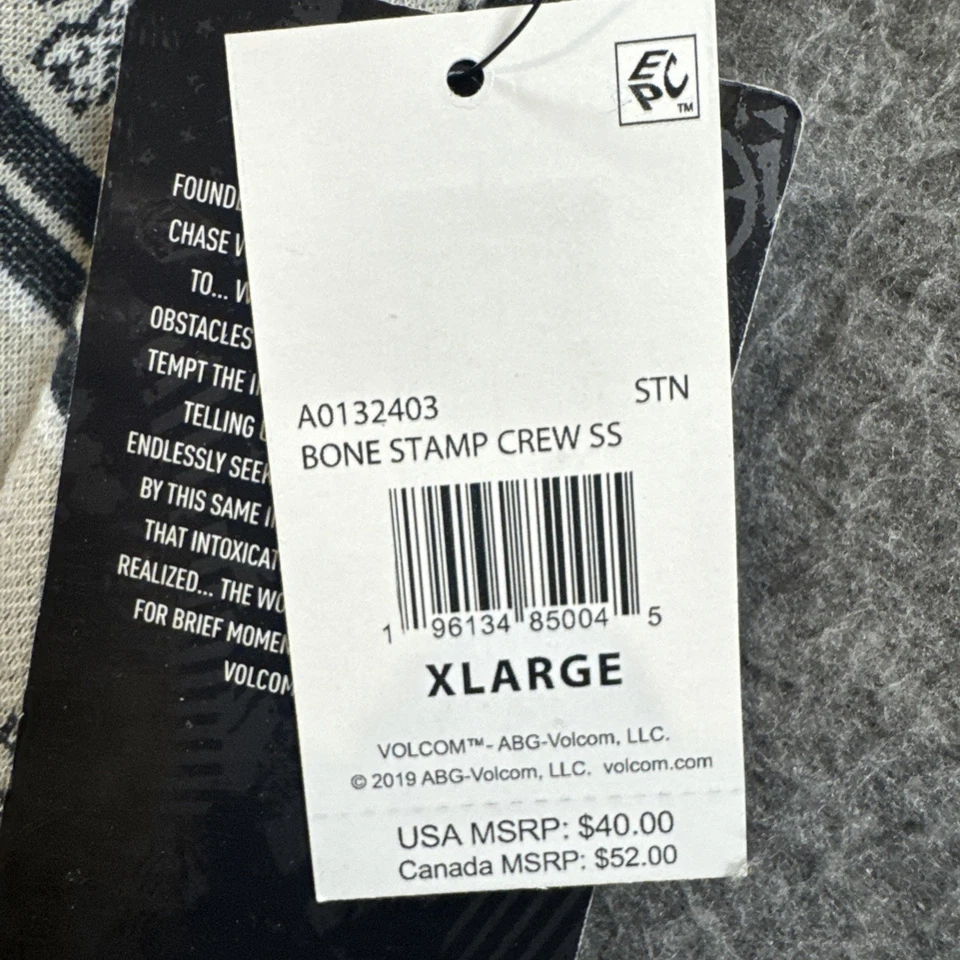 FOUND
CHASE
TO...
OBSTACLES
TEMPT THE
TELLING
ENDLESSLY
BY THIS SAME
THAT
REALIZED... THE
FOR BRIEF
EPC
TM
A0132403
STN
BONE STAMP CREW SS
1 96134 85004 5
XLARGE
VOLCOM™- ABG-Volcom, LLC.
© 2019 ABG-Volcom, LLC. volcom.com
USA MSRP: $40.00
Canada MSRP: $52.00